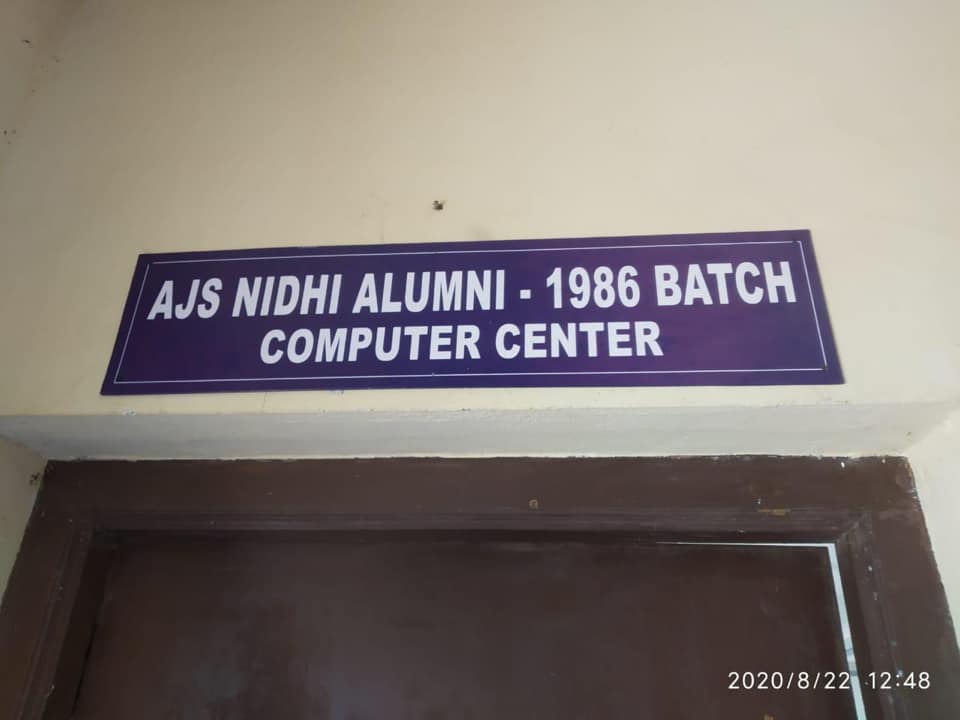 AJS NIDHI ALUMNI - 1986 BATCH
COMPUTER CENTER
2020/8/22 12:48